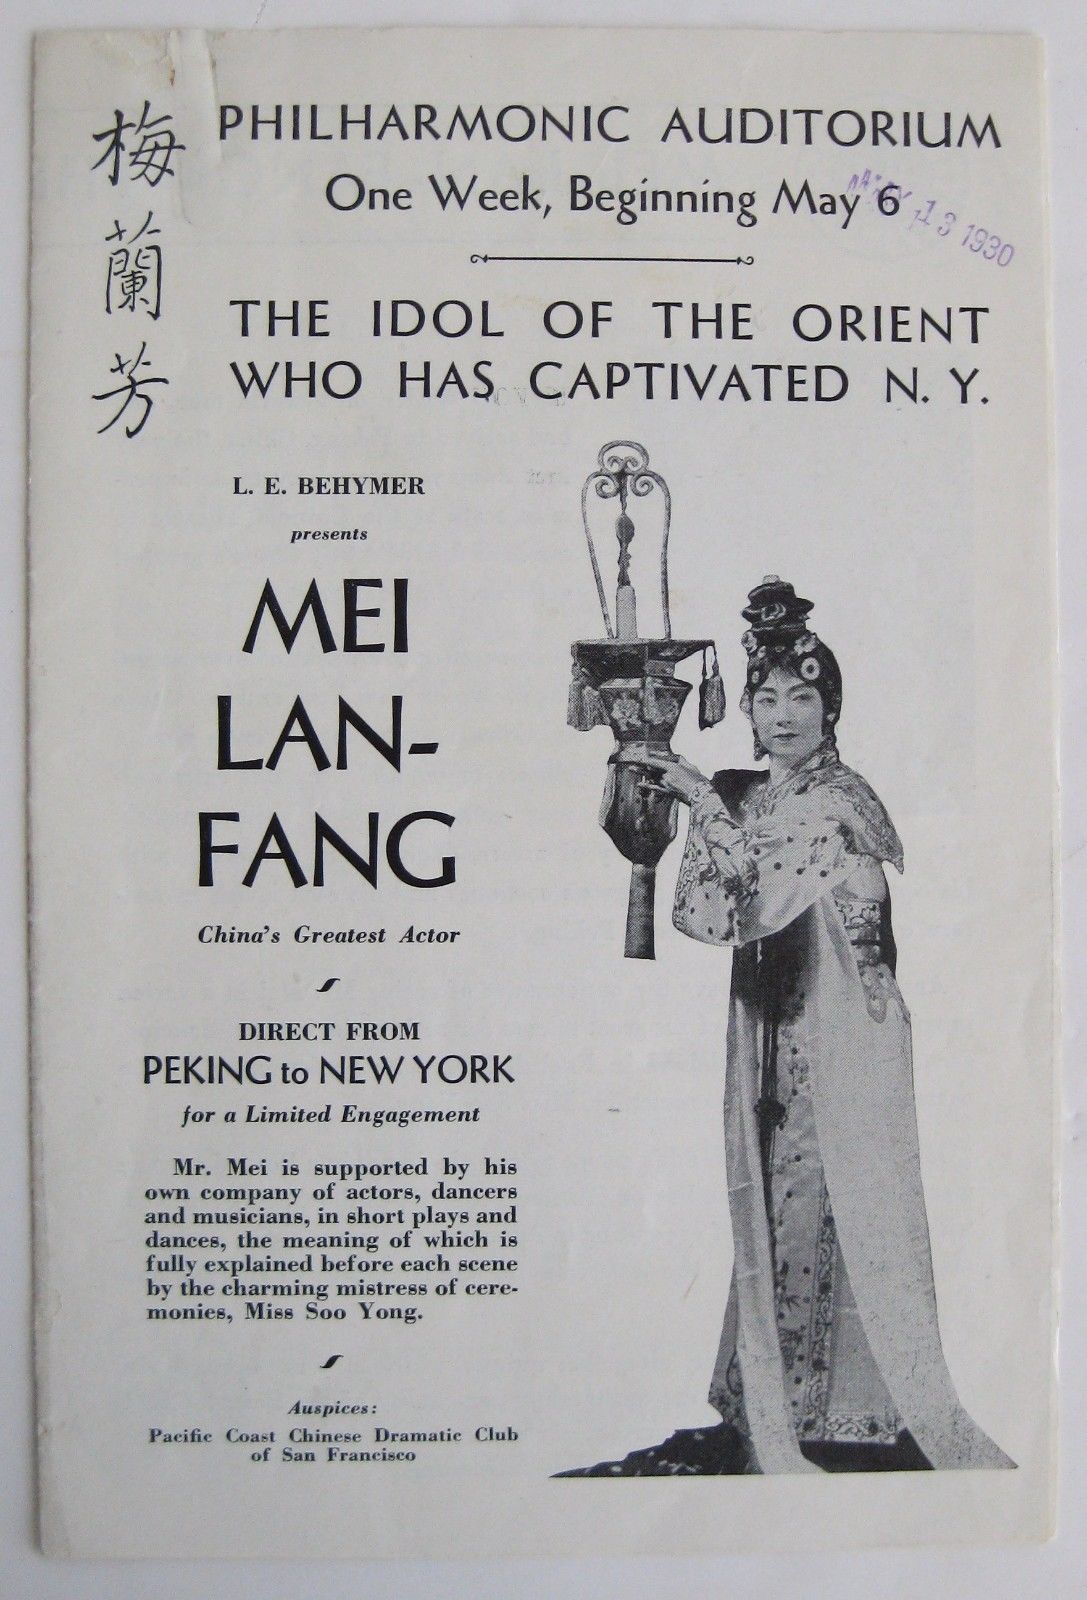 梅蘭芳
PHILHARMONIC AUDITORIUM
One Week, Beginning May 6
MAY 13 1930
THE IDOL OF THE ORIENT
WHO HAS CAPTIVATED N. Y.
L. E. BEHYMER
presents
MEI
LAN-
FANG
China's Greatest Actor
DIRECT FROM
PEKING to NEW YORK
for a Limited Engagement
Mr. Mei is supported by his
own company of actors, dancers
and musicians, in short plays and
dances, the meaning of which is
fully explained before each scene
by the charming mistress of cere-
monies, Miss Soo Yong.
Auspices:
Pacific Coast Chinese Dramatic Club
of San Francisco